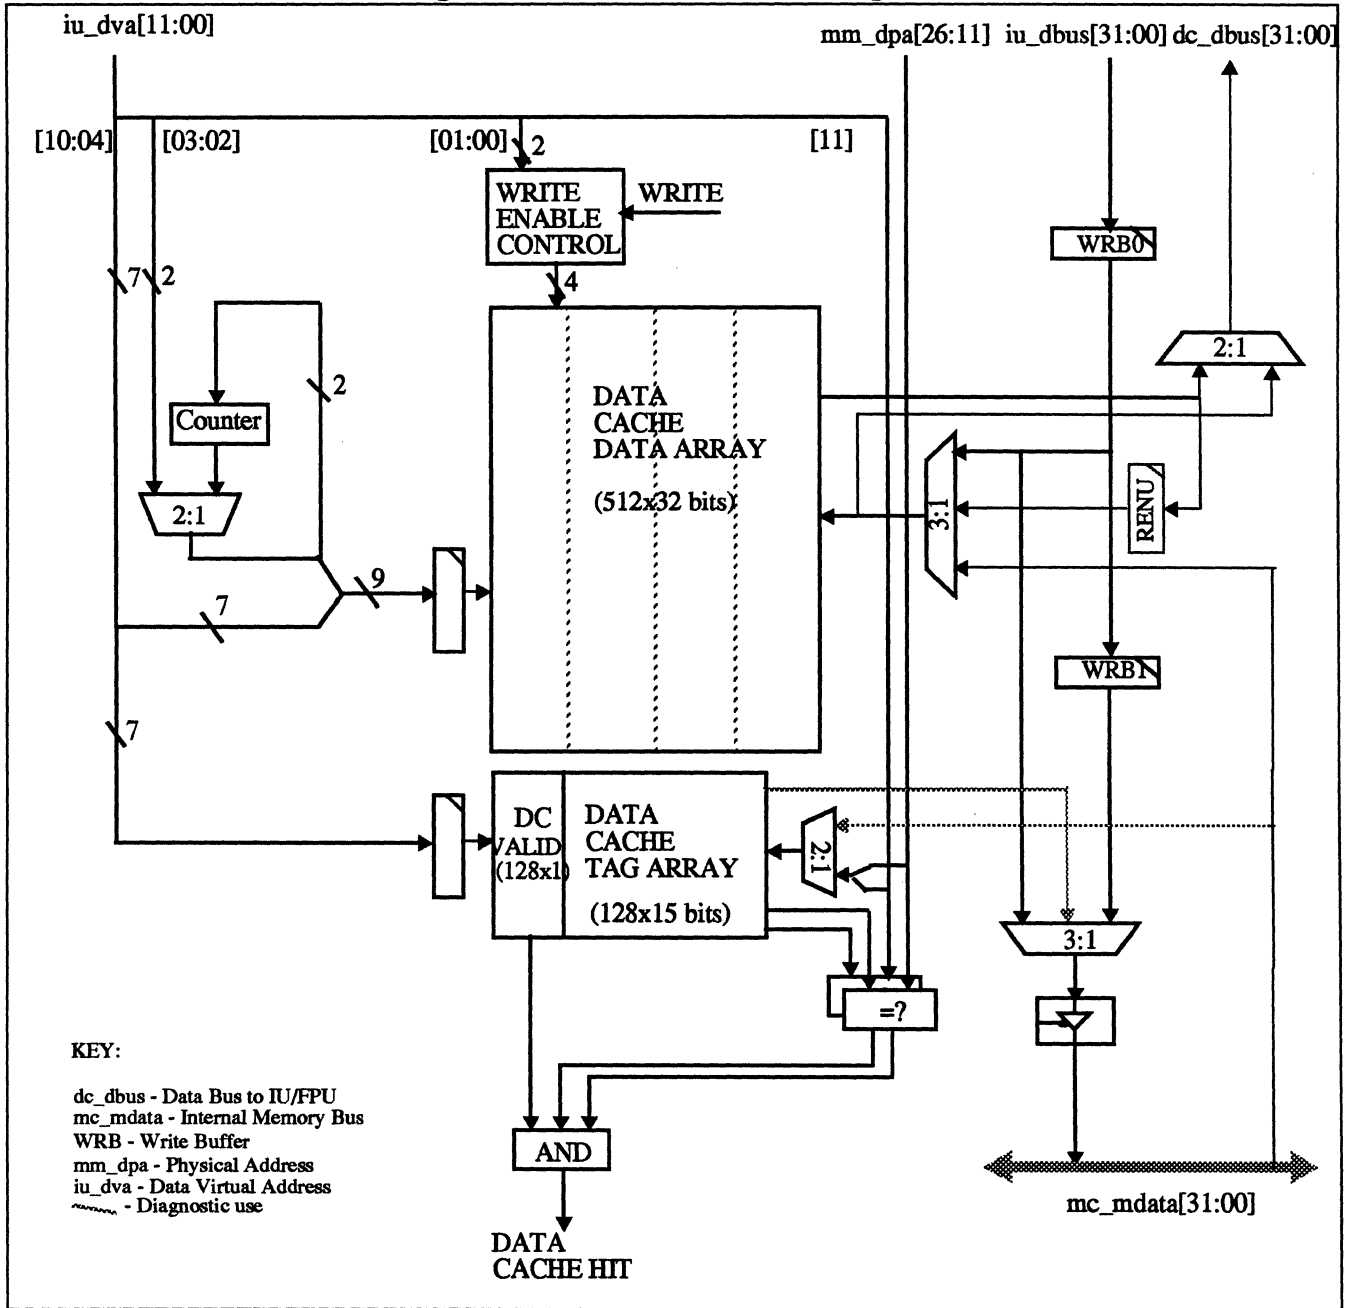 iu_dva[11:00]
mm_dpa[26:11] iu_dbus[31:00] dc_dbus[31:00]
[10:04] [03:02] [01:00] 2 [11]
WRITE
ENABLE
CONTROL
WRITE
WRB0
7 2
4
2:1
2
Counter
DATA
CACHE
DATA ARRAY
(512x32 bits)
2:1
3:1
RENU
9
7
WRB1
7
DC
VALID
(128x1)
DATA
CACHE
TAG ARRAY
(128x15 bits)
2:1
3:1
=?
KEY:
dc_dbus - Data Bus to IU/FPU
mc_mdata - Internal Memory Bus
WRB - Write Buffer
mm_dpa - Physical Address
iu_dva - Data Virtual Address
- Diagnostic use
AND
mc_mdata[31:00]
DATA
CACHE HIT